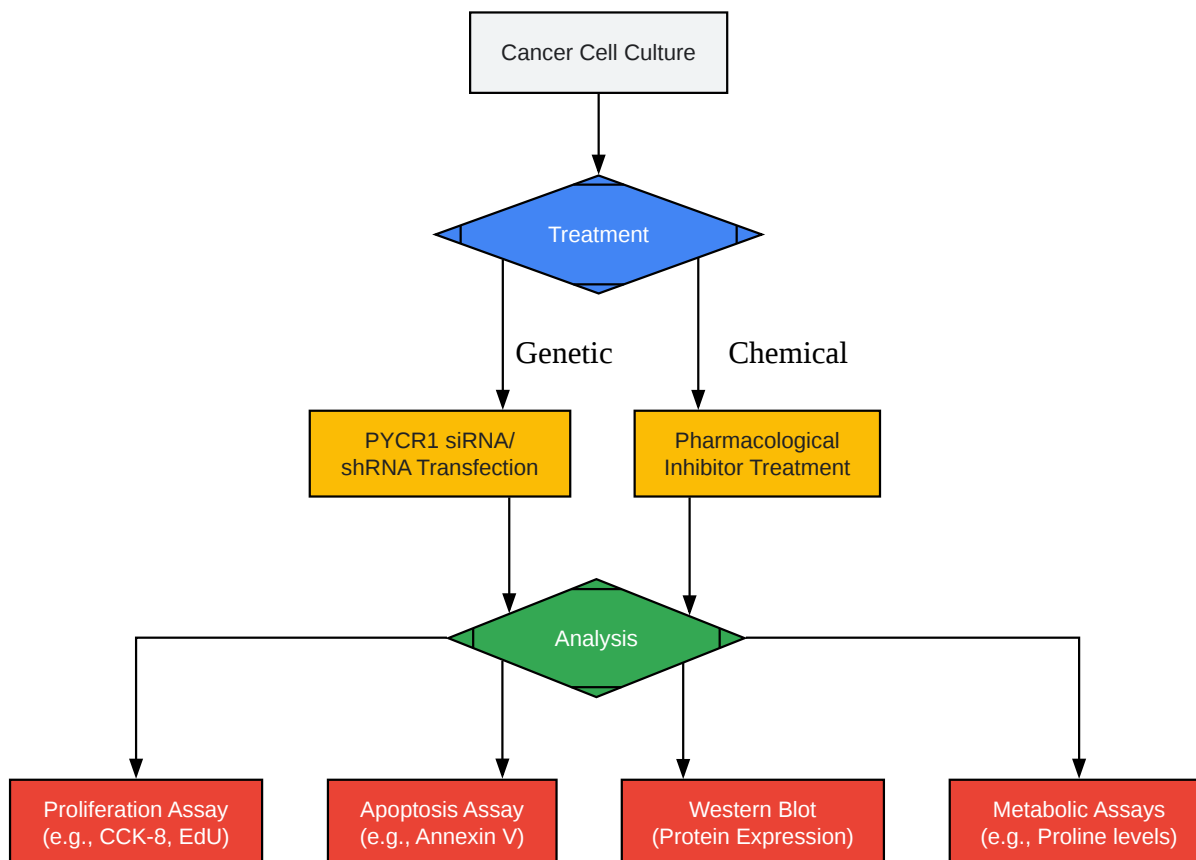 Cancer Cell Culture
Treatment
Genetic
Chemical
PYCR1 siRNA/
shRNA Transfection
Pharmacological
Inhibitor Treatment
Analysis
Proliferation Assay
(e.g., CCK-8, EdU)
Apoptosis Assay
(e.g., Annexin V)
Western Blot
(Protein Expression)
Metabolic Assays
(e.g., Proline levels)